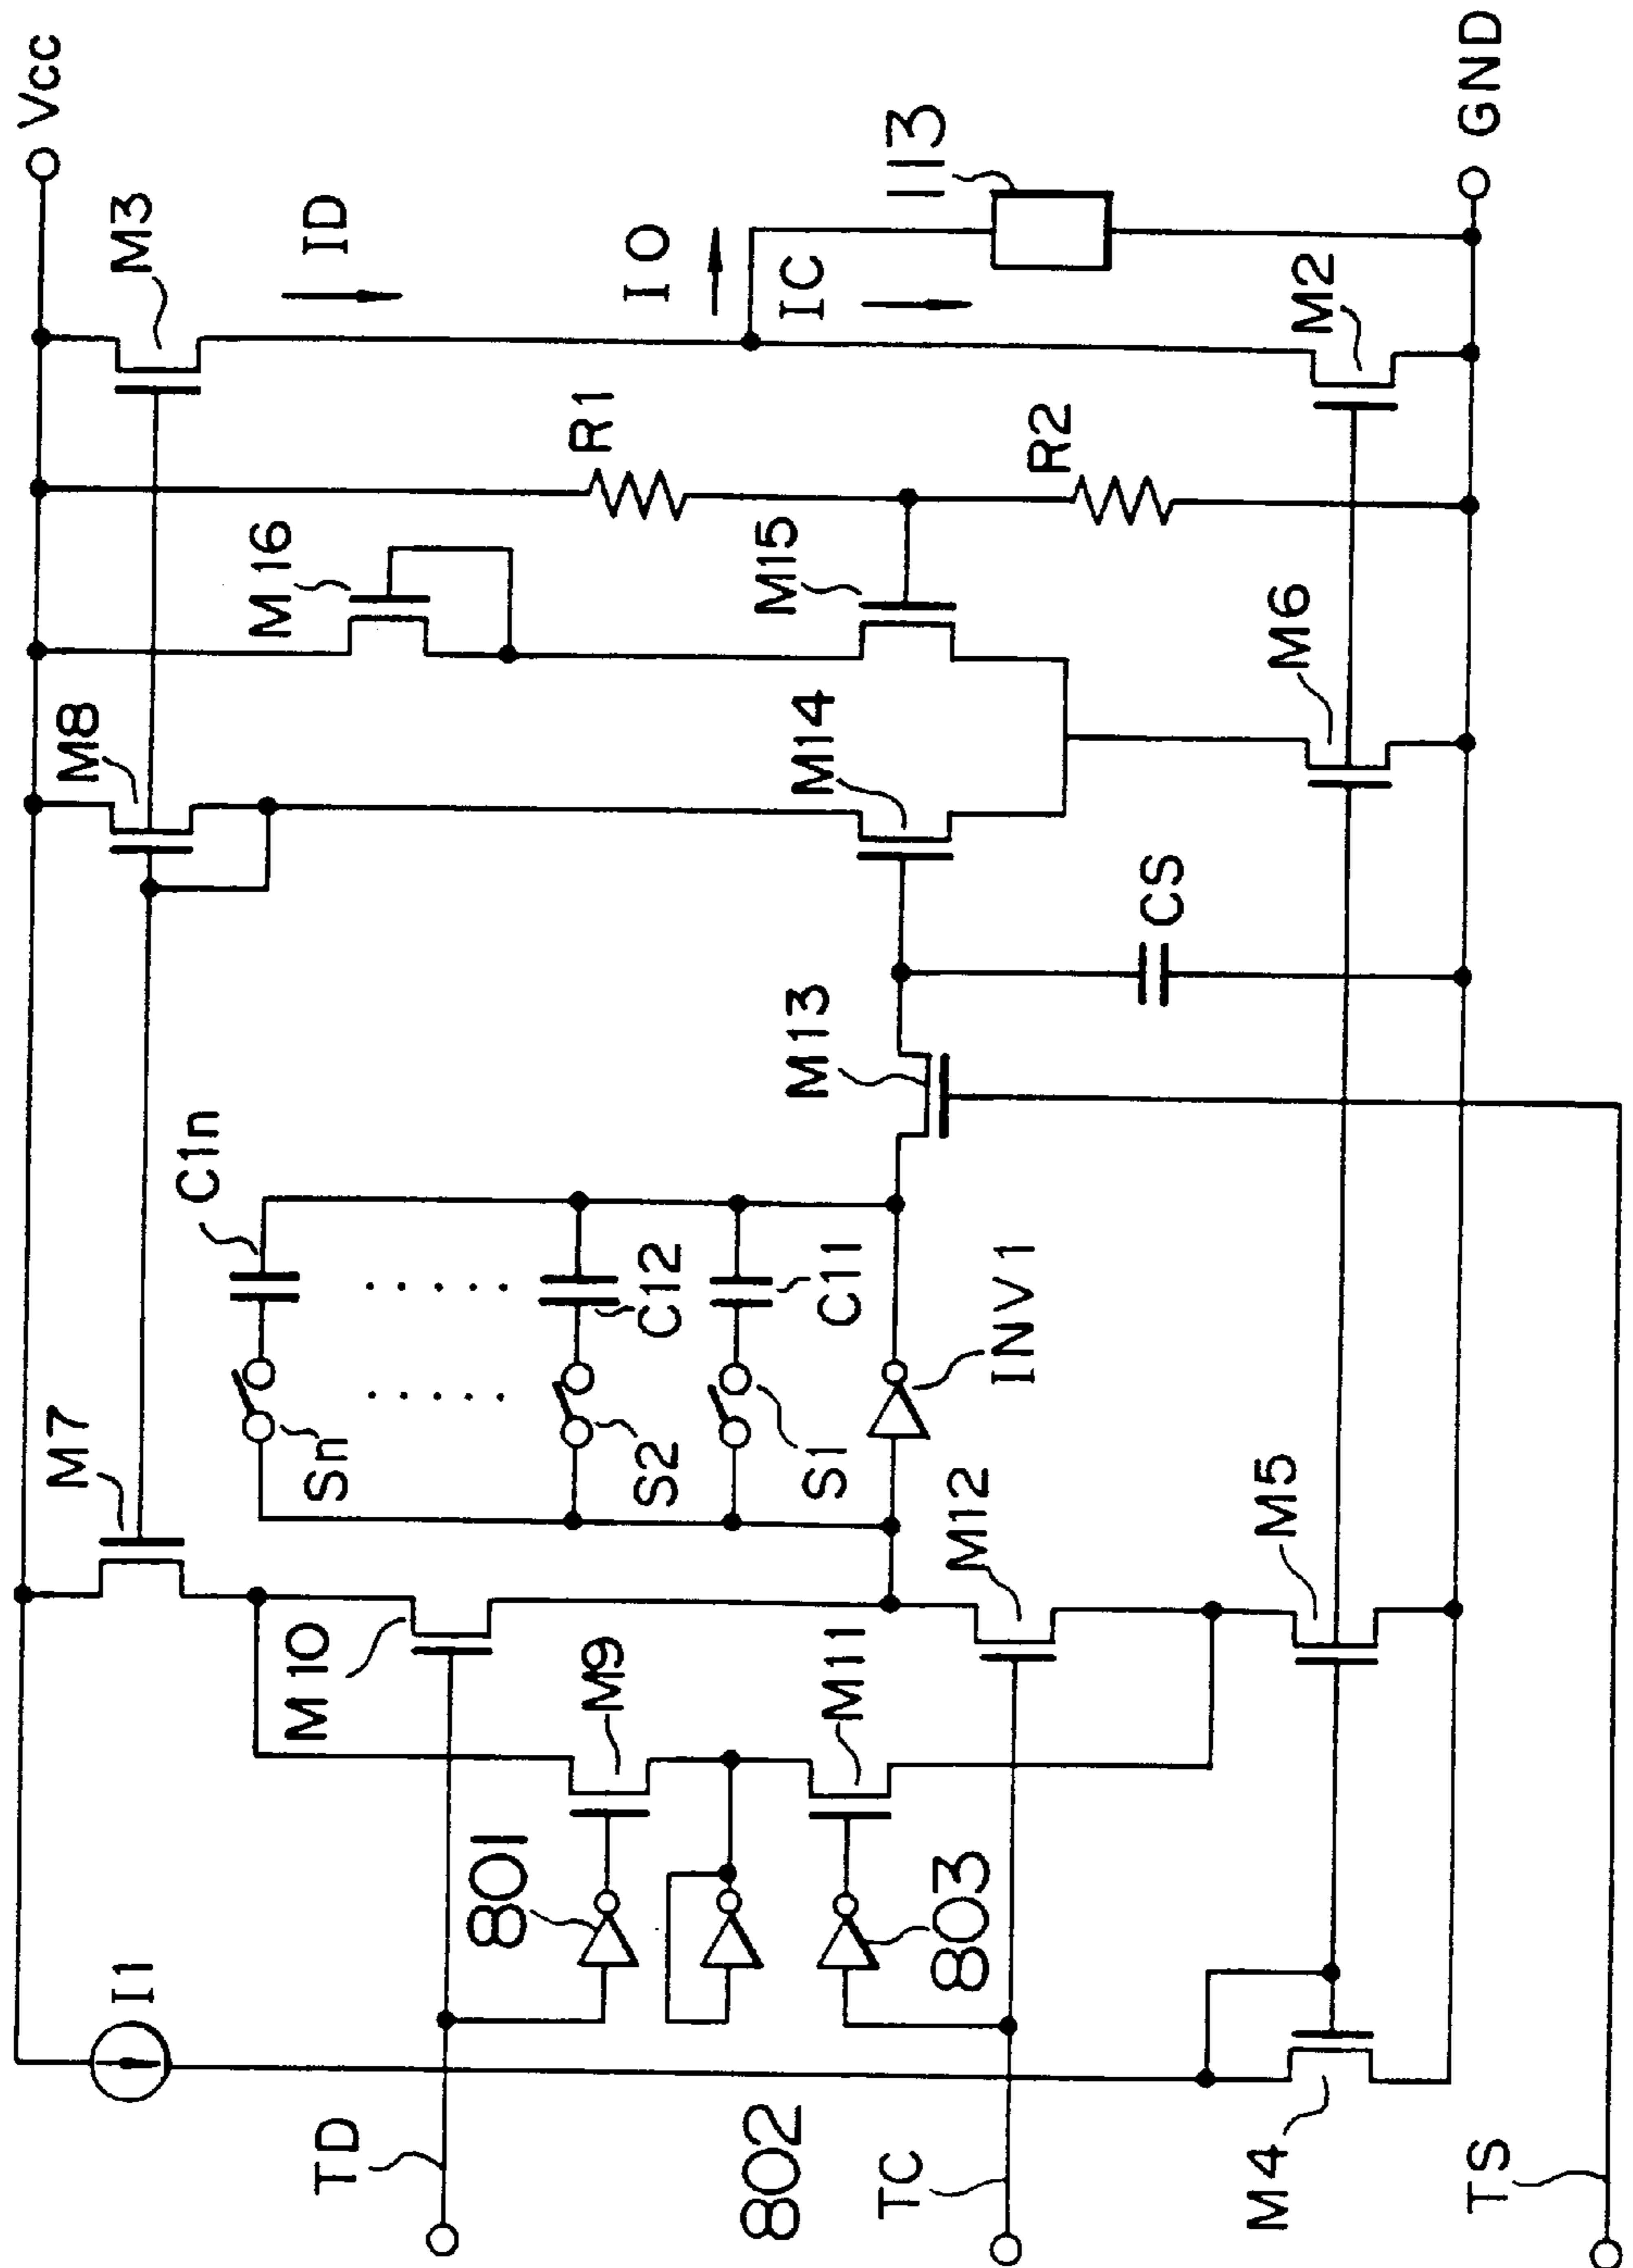 Vcc
M3
ID
IO
IC
113
GND
M2
R1
R2
M16
M15
M6
M8
M14
CS
M13
C1n
C12
C11
INV1
M7
Sn
S2
S1
M12
M5
M10
M9
M11
801
803
I1
TD
802
TC
M4
TS